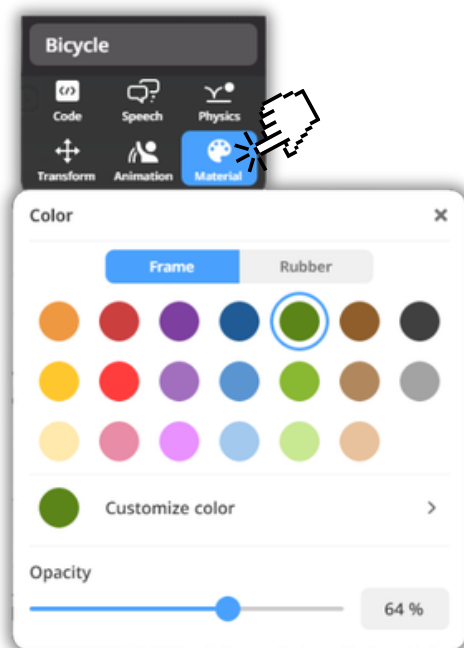 Bicycle
Code Speech Physics
Transform Animation Material
Color
Frame Rubber
Customize color
Opacity
64 %